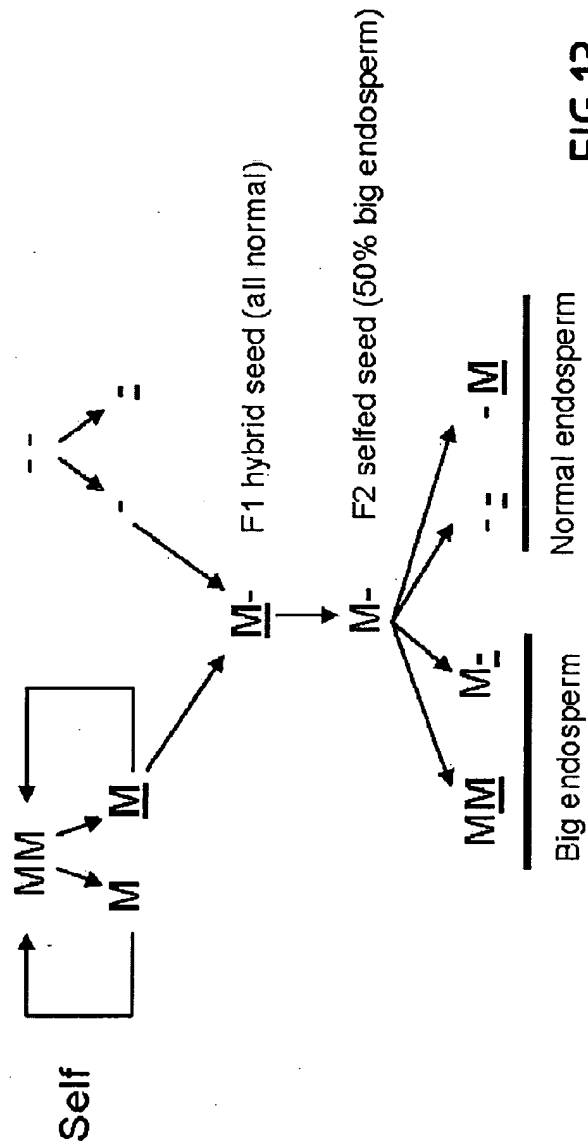 Self
MM - -
M M - -
M- F1 hybrid seed (all normal)
M- F2 selfed seed (50% big endosperm)
MM M- - - - M
Big endosperm Normal endosperm
FIG